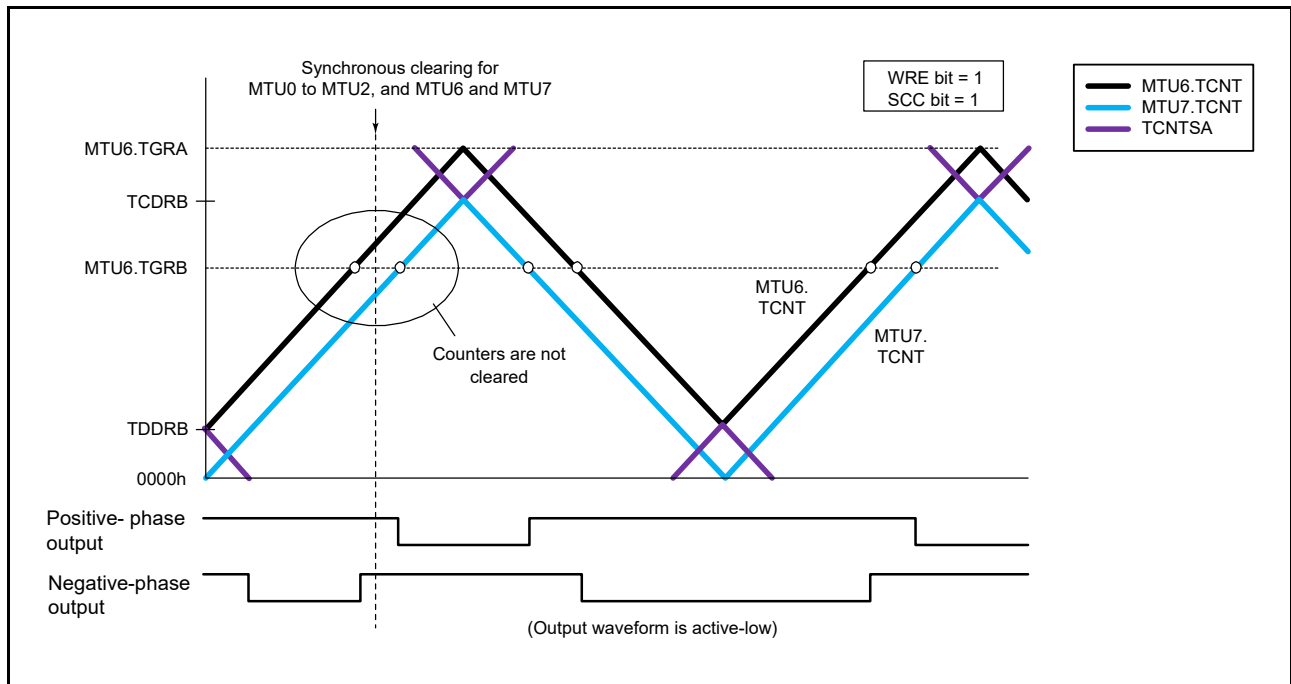 Synchronous clearing for
MTU0 to MTU2, and MTU6 and MTU7
WRE bit = 1
SCC bit = 1
MTU6.TCNT
MTU7.TCNT
TCNTSA
MTU6.TGRA
TCDRB
MTU6.TGRB
MTU6.
TCNT
MTU7.
TCNT
Counters are not
cleared
TDDRB
0000h
Positive- phase
output
Negative-phase
output
(Output waveform is active-low)